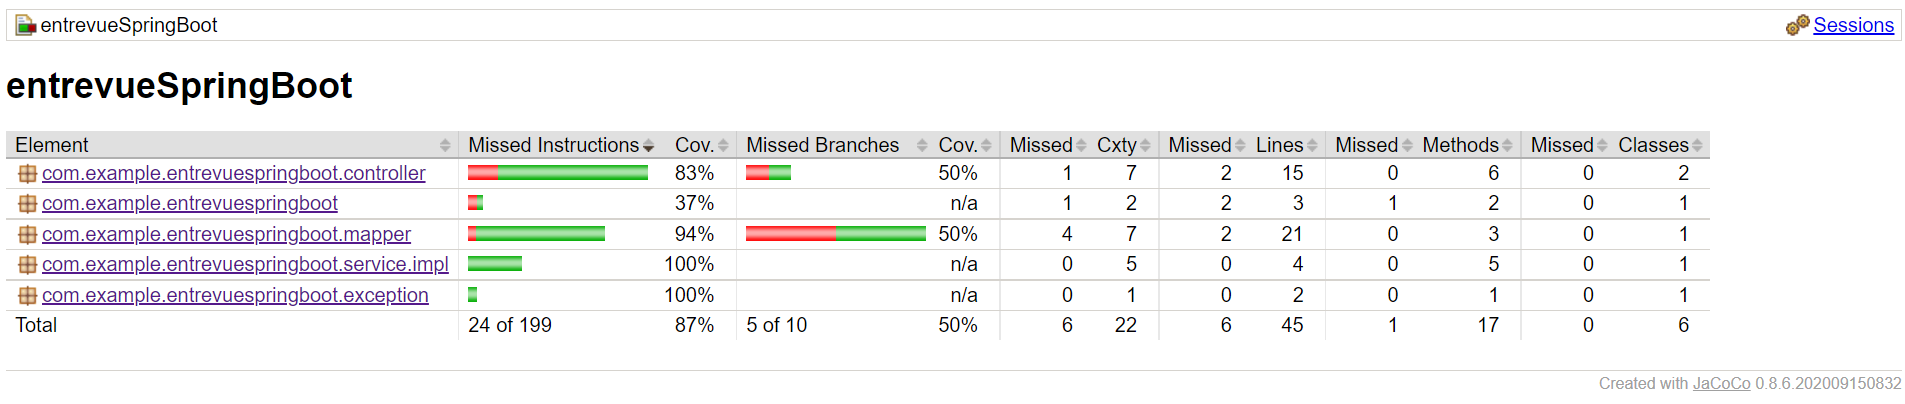 entrevueSpringBoot Sessions
entrevueSpringBoot
Element Missed Instructions Cov. Missed Branches Cov. Missed Cxty Missed Lines Missed Methods Missed Classes
com.example.entrevuespringboot.controller 83% 50% 1 7 2 15 0 6 0 2
com.example.entrevuespringboot 37% n/a 1 2 2 3 1 2 0 1
com.example.entrevuespringboot.mapper 94% 50% 4 7 2 21 0 3 0 1
com.example.entrevuespringboot.service.impl 100% n/a 0 5 0 4 0 5 0 1
com.example.entrevuespringboot.exception 100% n/a 0 1 0 2 0 1 0 1
Total 24 of 199 87% 5 of 10 50% 6 22 6 45 1 17 0 6
Created with JaCoCo 0.8.6.202009150832